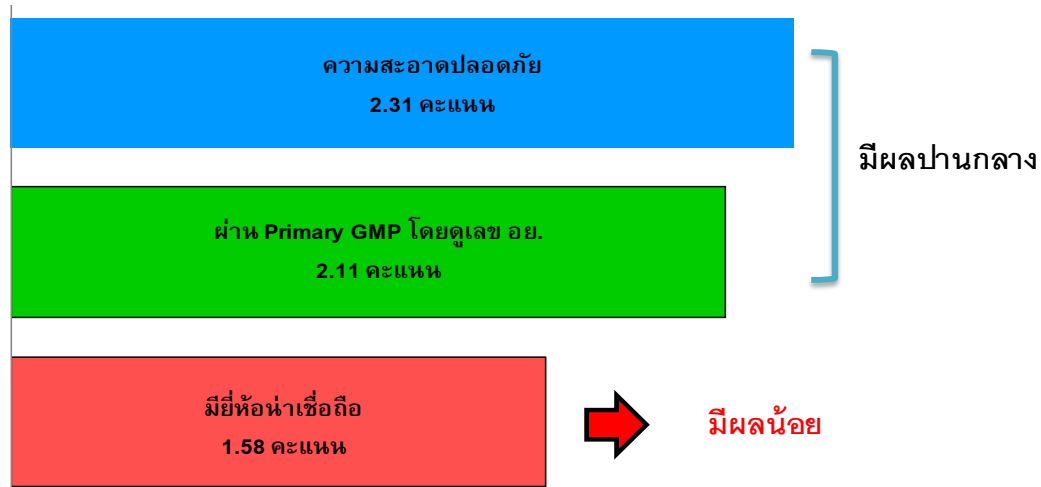 ความสะอาดปลอดภัย
2.31 คะแนน
มีผลปานกลาง
ผ่าน Primary GMP โดยดูเลข อย.
2.11 คะแนน
มียี่ห้อน่าเชื่อถือ
1.58 คะแนน
มีผลน้อย